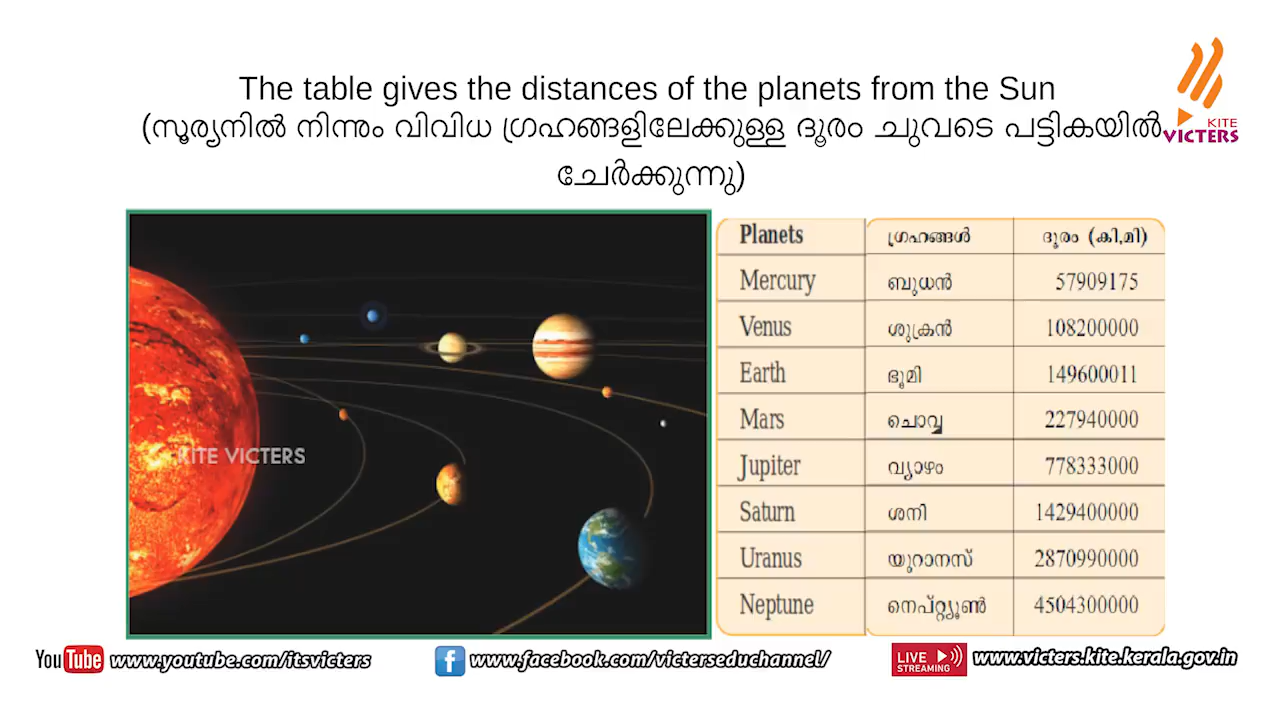 The table gives the distances of the planets from the Sun
(സൂര്യനിൽ നിന്നും വിവിധ ഗ്രഹങ്ങളിലേക്കുള്ള ദൂരം ചുവടെ പട്ടികയിൽ
ചേർക്കുന്നു)
KITE
VICTERS
Planets ഗ്രഹങ്ങൾ ദൂരം (കി,മി)
Mercury ബുധൻ 57909175
Venus ശുക്രൻ 108200000
Earth ഭൂമി 149600011
Mars ചൊവ്വ 227940000
Jupiter വ്യാഴം 778333000
Saturn ശനി 1429400000
Uranus യുറാനസ് 2870990000
Neptune നെപ്റ്റ്യൂൺ 4504300000
KITE VICTERS
YouTube www.youtube.com/itsvicters
f www.facebook.com/victerseduchannel/
LIVE STREAMING www.victers.kite.kerala.gov.in